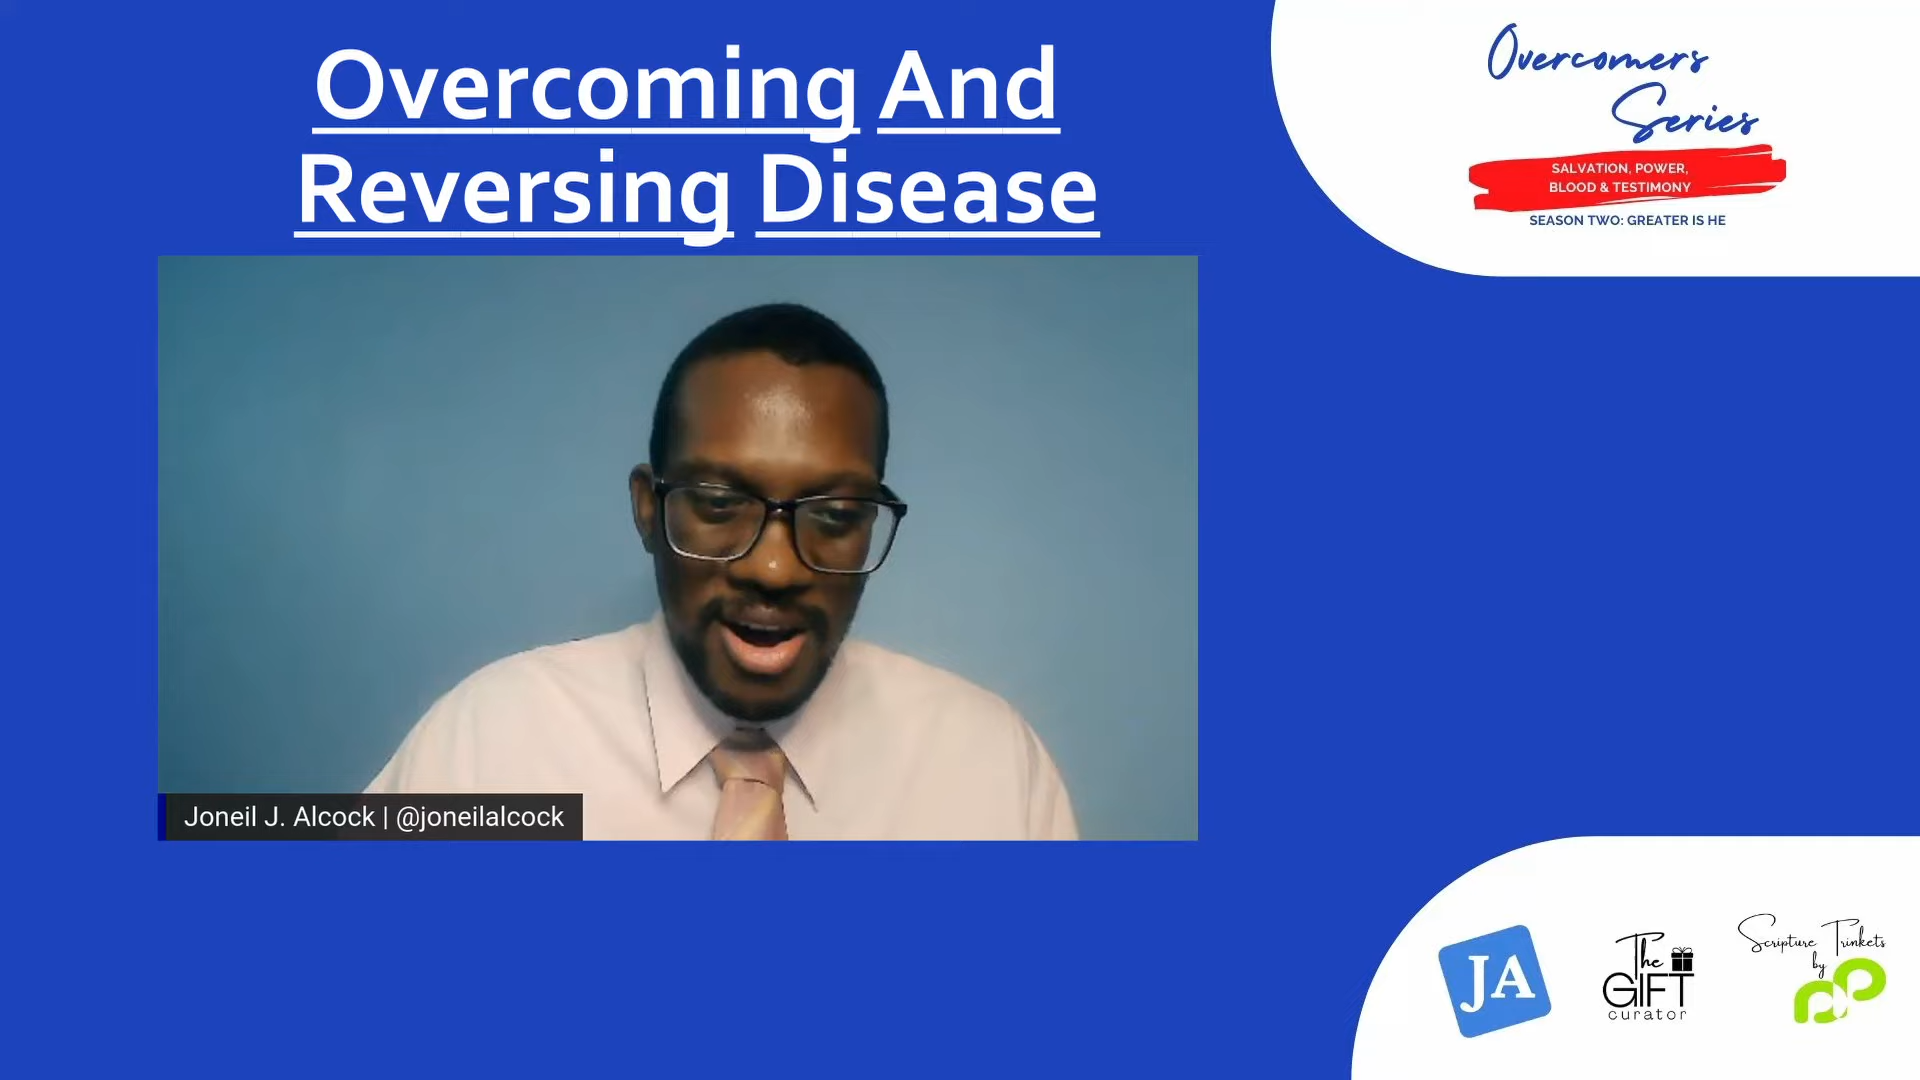 Overcoming And
Reversing Disease
Overcomers
Series
SALVATION, POWER,
BLOOD & TESTIMONY
SEASON TWO: GREATER IS HE
Joneil J. Alcock | @joneilalcock
JA
The
GIFT
curator
Scripture Trinkets
by